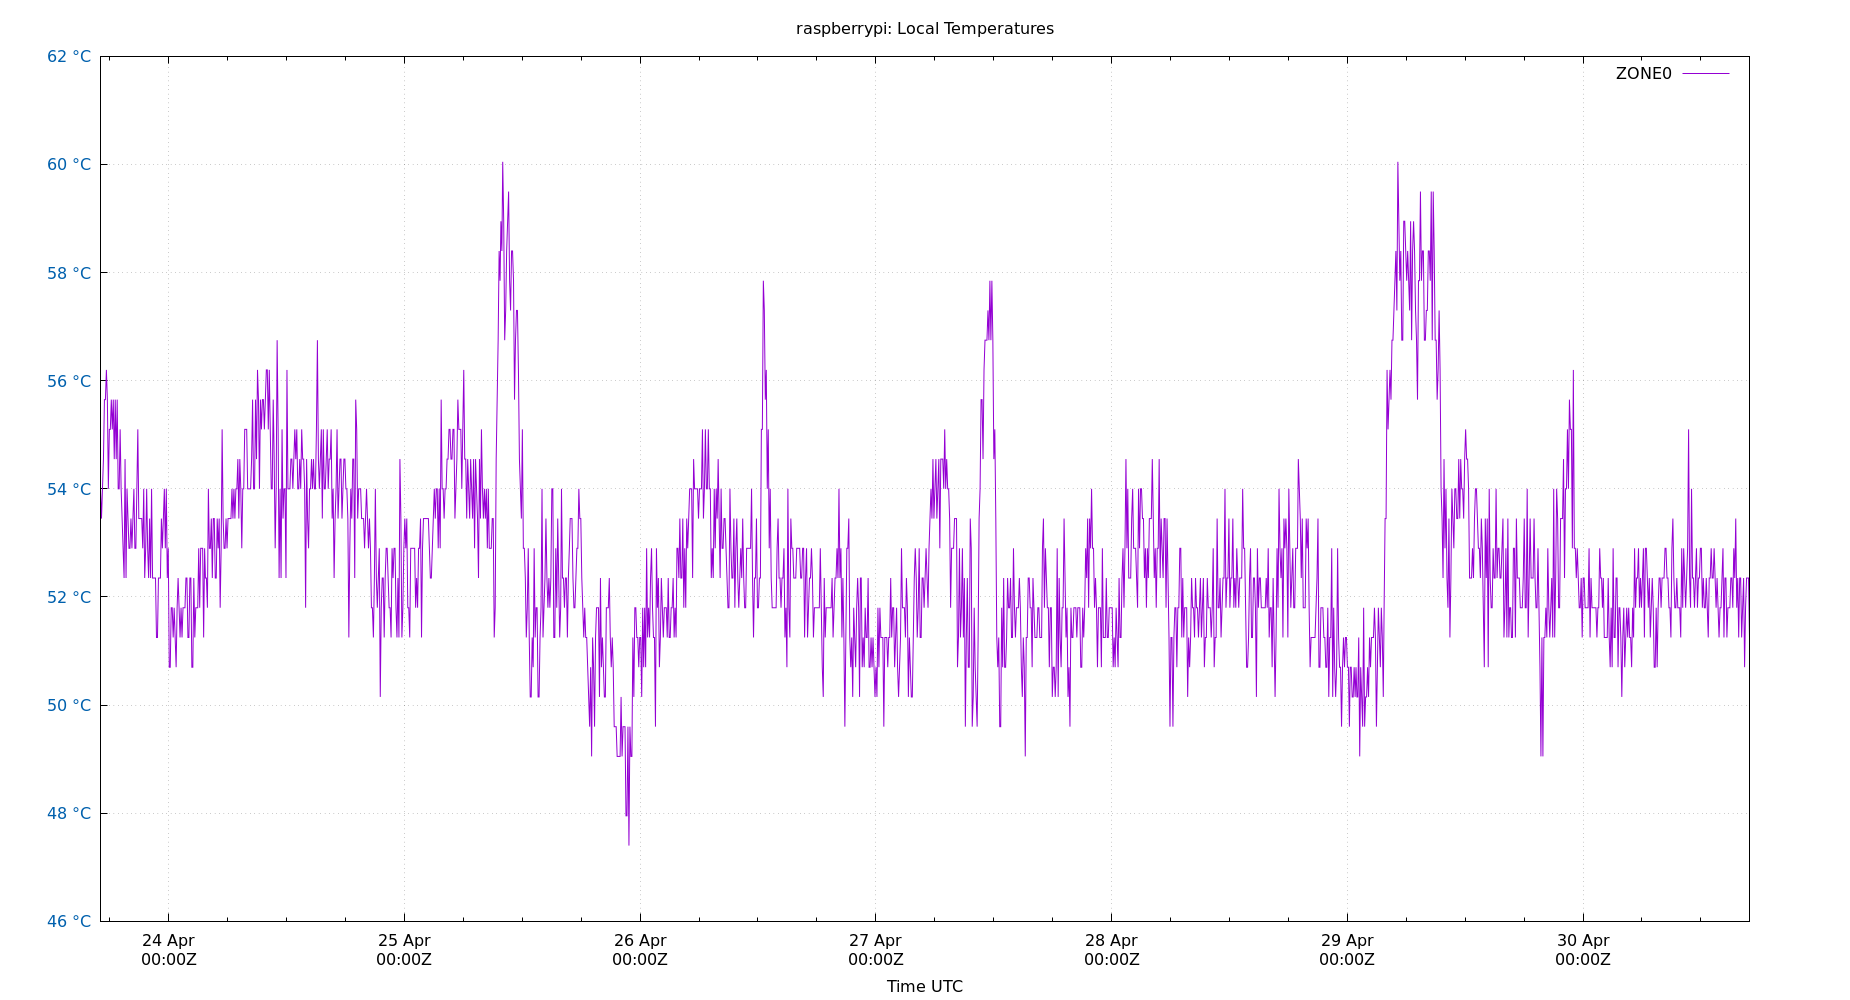 raspberrypi: Local Temperatures
62 °C
ZONE0
60 °C
58 °C
56 °C
54 °C
52 °C
50 °C
48 °C
46 °C
24 Apr 25 Apr 26 Apr 27 Apr 28 Apr 29 Apr 30 Apr
00:00Z 00:00Z 00:00Z 00:00Z 00:00Z 00:00Z 00:00Z
Time UTC